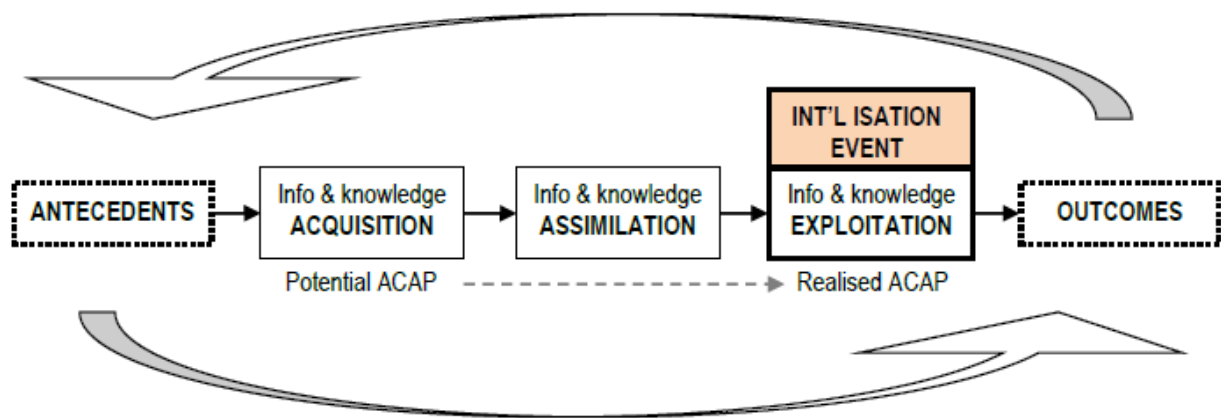 INT'L ISATION
EVENT
ANTECEDENTS
Info & knowledge
ACQUISITION
Info & knowledge
ASSIMILATION
Info & knowledge
EXPLOITATION
OUTCOMES
Potential ACAP
Realised ACAP